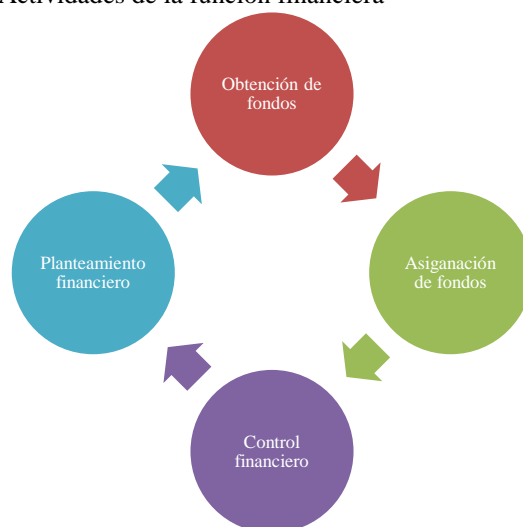 Actividades de la función financiera
Obtención de
fondos
Planteamiento
financiero
Asiganación
de fondos
Control
financiero